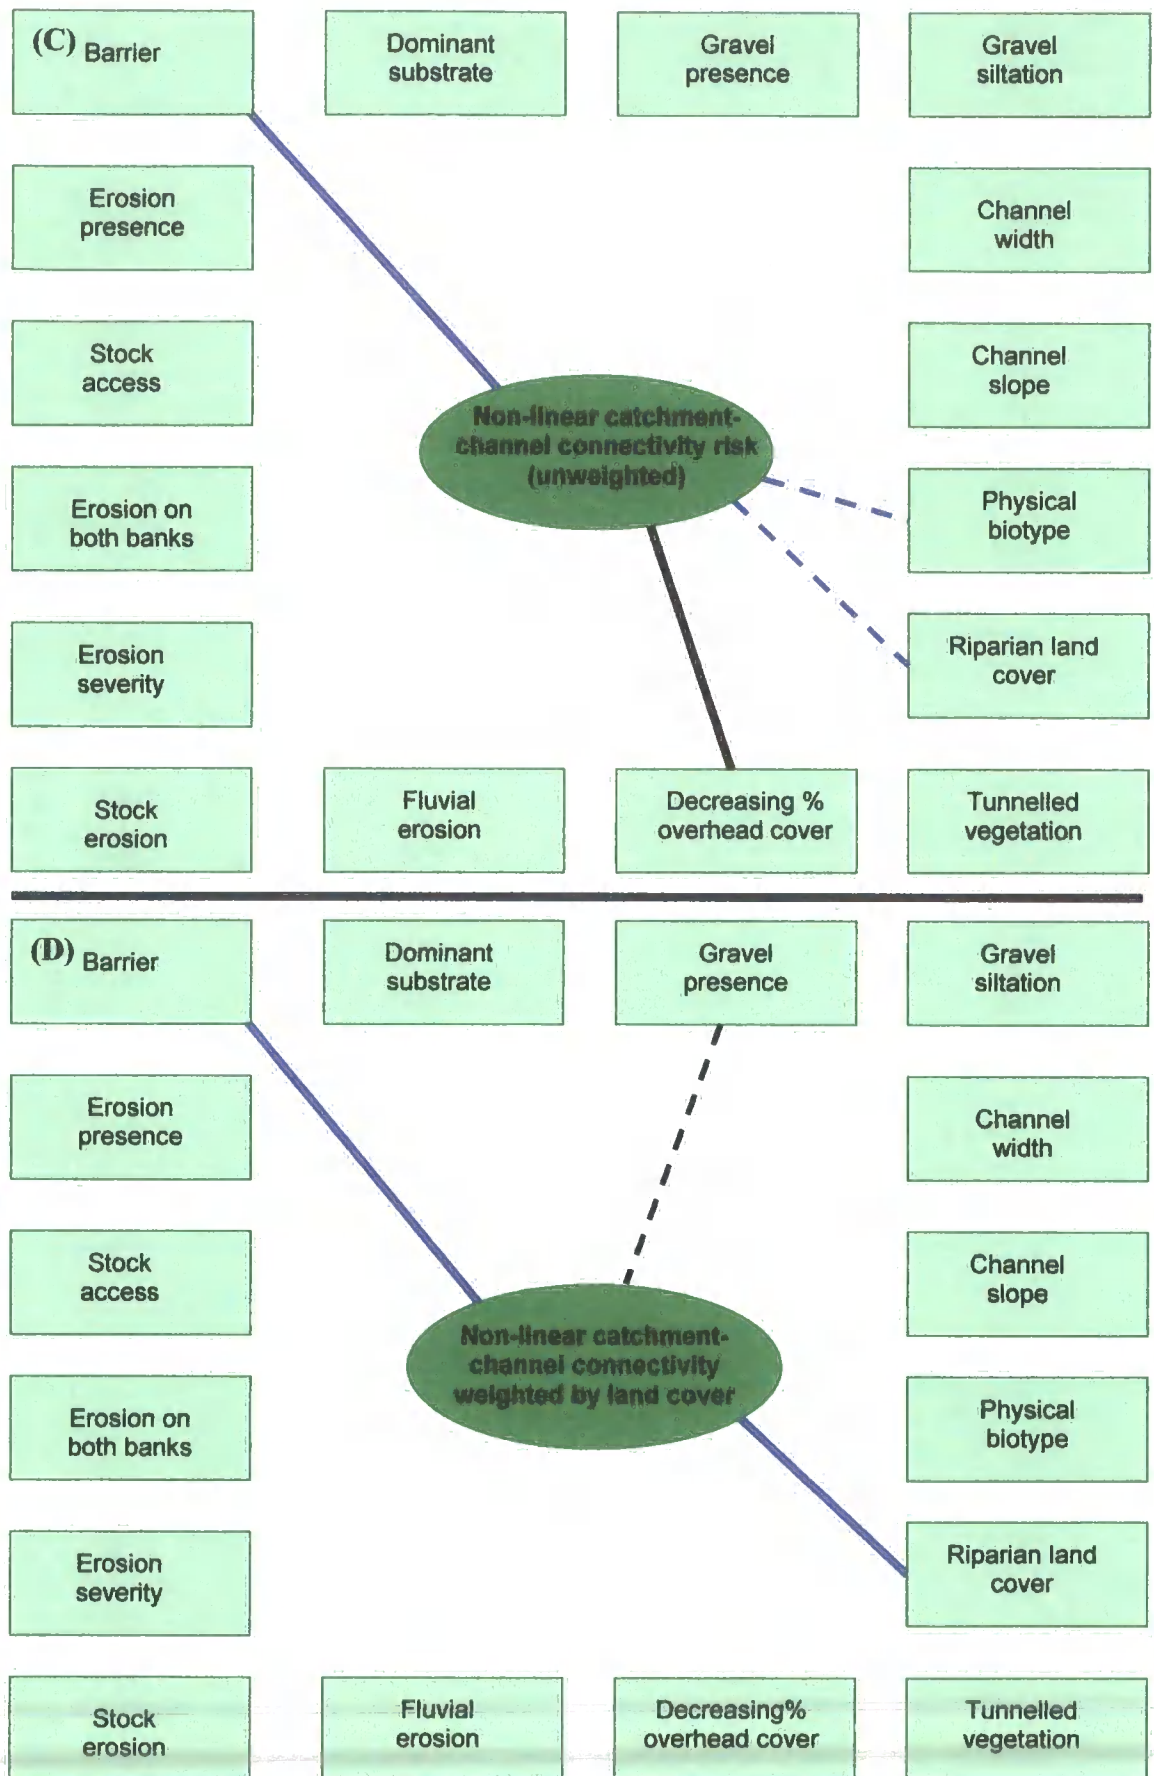 (C) Barrier
Dominant
substrate
Gravel
presence
Gravel
siltation
Erosion
presence
Channel
width
Stock
access
Channel
slope
Non-linear catchment-
channel connectivity risk
(unweighted)
Erosion on
both banks
Physical
biotype
Erosion
severity
Riparian land
cover
Stock
erosion
Fluvial
erosion
Decreasing %
overhead cover
Tunnelled
vegetation
(D) Barrier
Dominant
substrate
Gravel
presence
Gravel
siltation
Erosion
presence
Channel
width
Stock
access
Channel
slope
Non-linear catchment-
channel connectivity
weighted by land cover
Erosion on
both banks
Physical
biotype
Erosion
severity
Riparian land
cover
Stock
erosion
Fluvial
erosion
Decreasing%
overhead cover
Tunnelled
vegetation